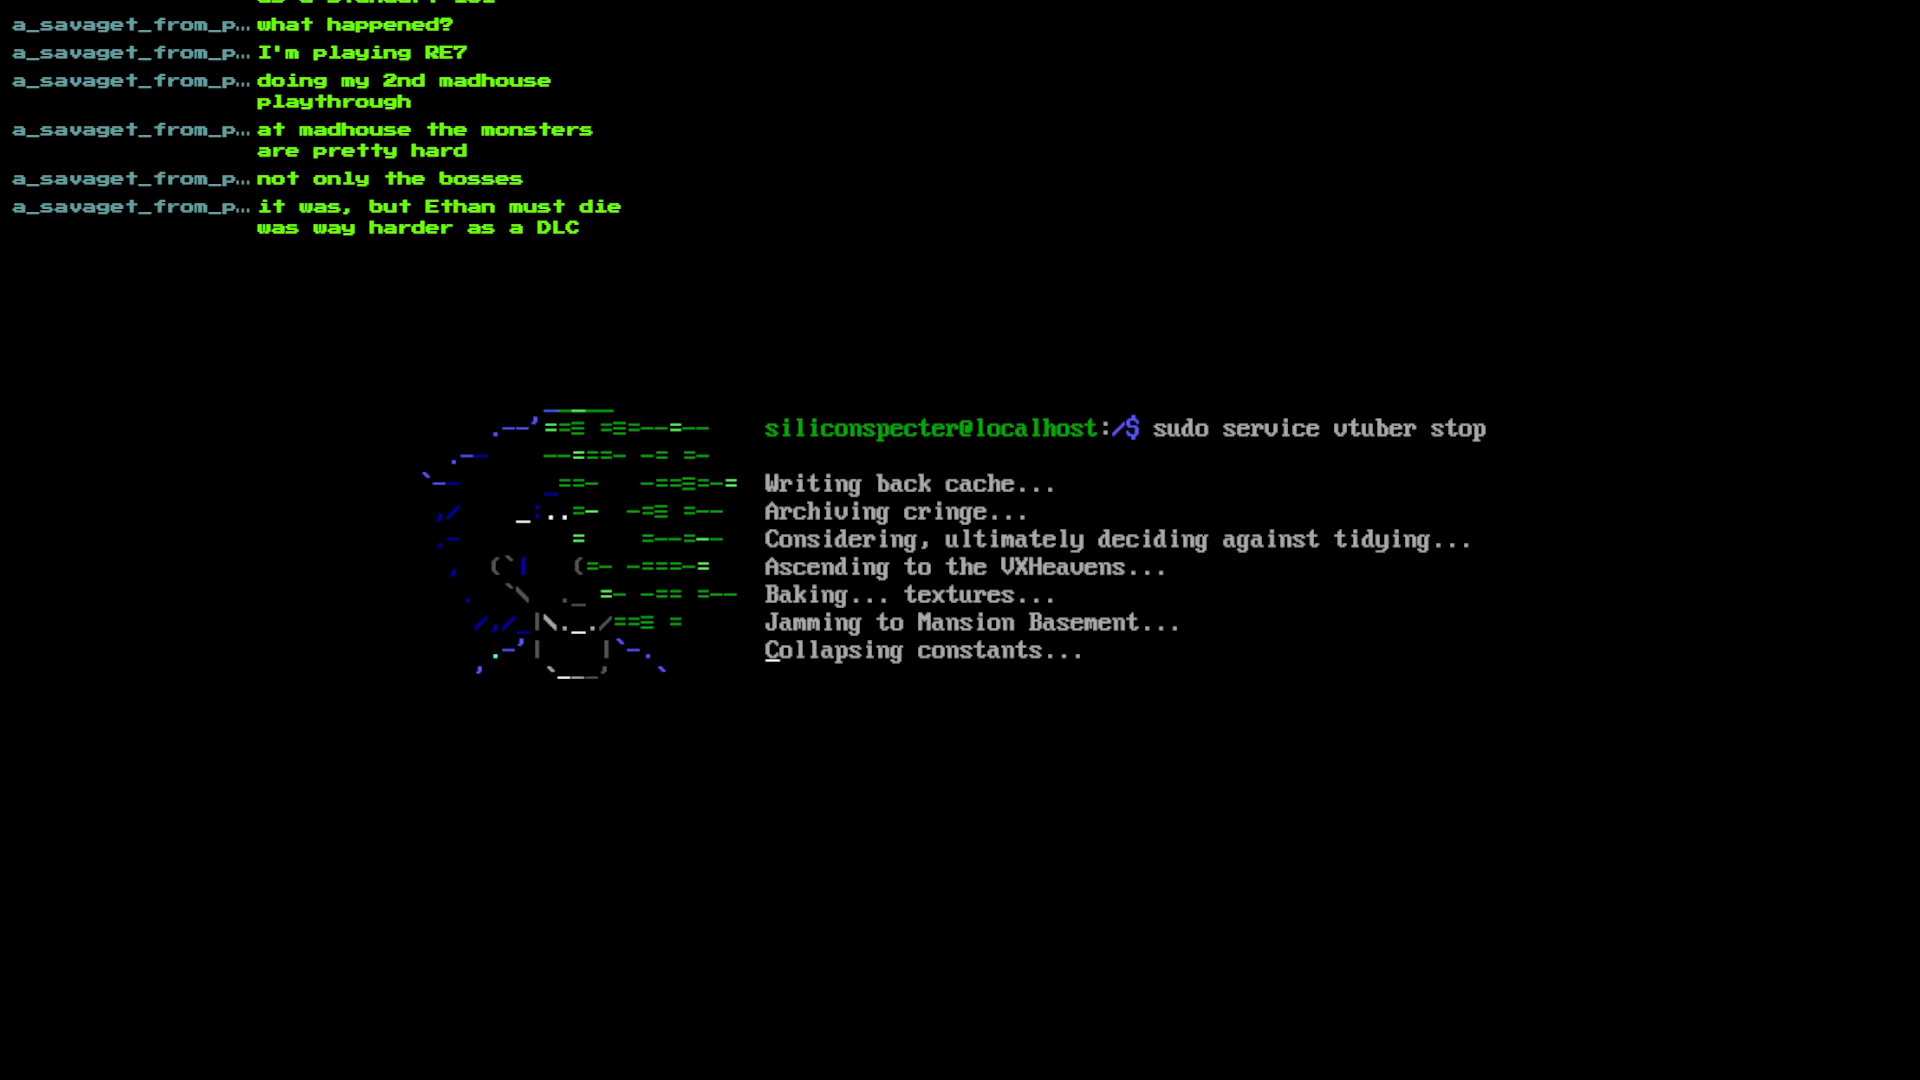 a_savaget_from_p… what happened?
a_savaget_from_p… I'm playing RE7
a_savaget_from_p… doing my 2nd madhouse
playthrough
a_savaget_from_p… at madhouse the monsters
are pretty hard
a_savaget_from_p… not only the bosses
a_savaget_from_p… it was, but Ethan must die
was way harder as a DLC
siliconspecter@localhost:/$ sudo service vtuber stop
Writing back cache...
Archiving cringe...
Considering, ultimately deciding against tidying...
Ascending to the VXHeavens...
Baking... textures...
Jamming to Mansion Basement...
Collapsing constants...